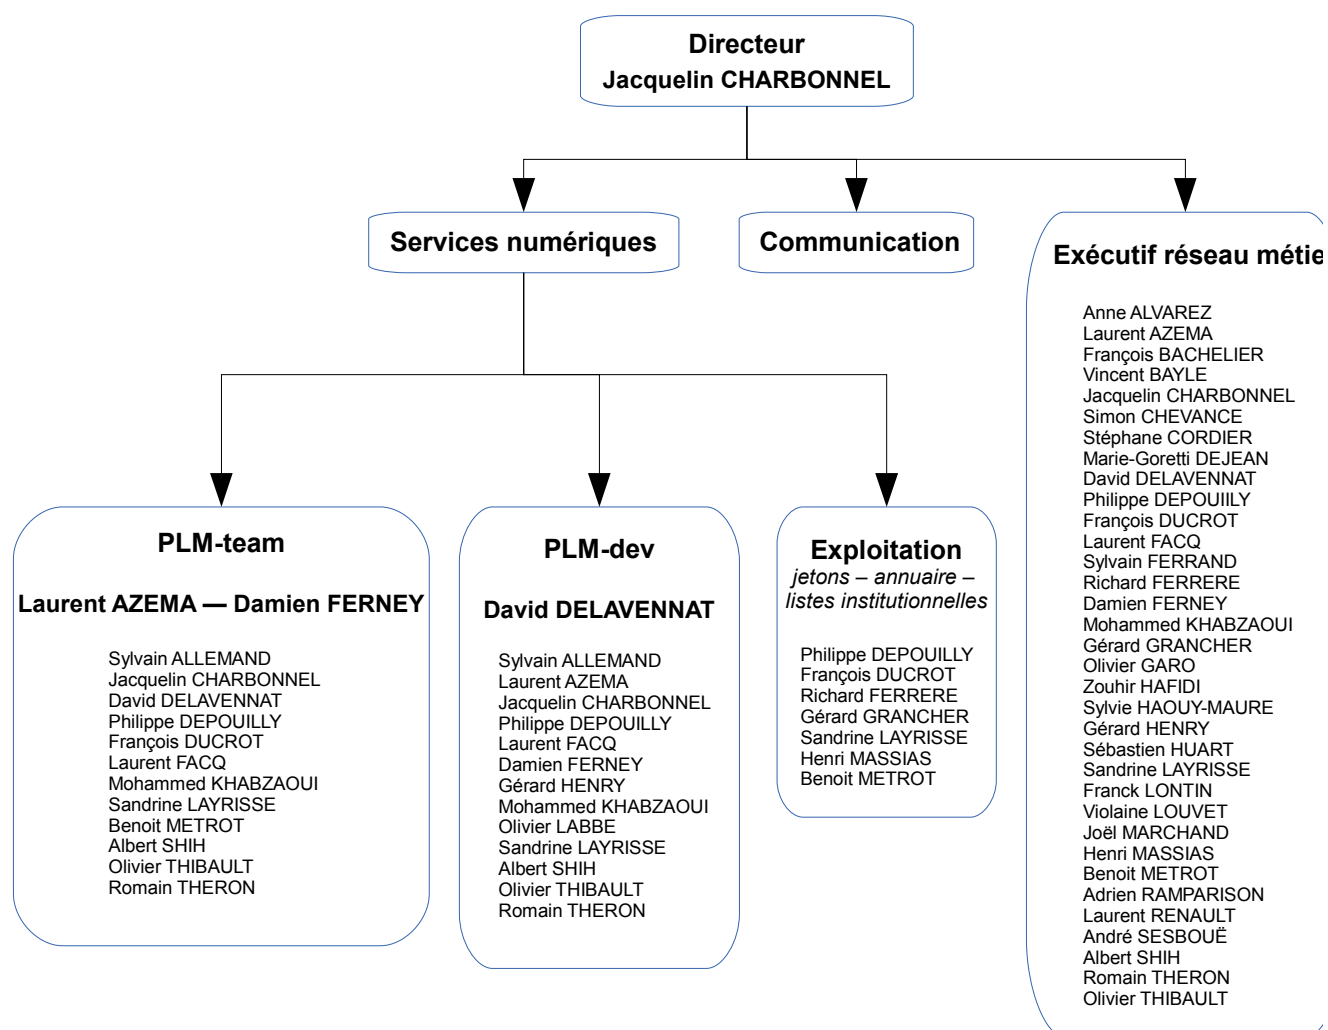 Directeur
Jacquelin CHARBONNEL
Services numériques
Communication
Exécutif réseau métie
Anne ALVAREZ
Laurent AZEMA
François BACHELIER
Vincent BAYLE
Jacquelin CHARBONNEL
Simon CHEVANCE
Stéphane CORDIER
Marie-Goretti DEJEAN
David DELAVENNAT
Philippe DEPOUIILY
François DUCROT
Laurent FACQ
Sylvain FERRAND
Richard FERRERE
Damien FERNEY
Mohammed KHABZAOUI
Gérard GRANCHER
Olivier GARO
Zouhir HAFIDI
Sylvie HAOUY-MAURE
Gérard HENRY
Sébastien HUART
Sandrine LAYRISSE
Franck LONTIN
Violaine LOUVET
Joël MARCHAND
Henri MASSIAS
Benoit METROT
Adrien RAMPARISON
Laurent RENAULT
André SESBOUË
Albert SHIH
Romain THERON
Olivier THIBAULT
PLM-team
Laurent AZEMA — Damien FERNEY
Sylvain ALLEMAND
Jacquelin CHARBONNEL
David DELAVENNAT
Philippe DEPOUILLY
François DUCROT
Laurent FACQ
Mohammed KHABZAOUI
Sandrine LAYRISSE
Benoit METROT
Albert SHIH
Olivier THIBAULT
Romain THERON
PLM-dev
David DELAVENNAT
Sylvain ALLEMAND
Laurent AZEMA
Jacquelin CHARBONNEL
Philippe DEPOUILLY
Laurent FACQ
Damien FERNEY
Gérard HENRY
Mohammed KHABZAOUI
Olivier LABBE
Sandrine LAYRISSE
Albert SHIH
Olivier THIBAULT
Romain THERON
Exploitation
jetons – annuaire –
listes institutionnelles
Philippe DEPOUILLY
François DUCROT
Richard FERRERE
Gérard GRANCHER
Sandrine LAYRISSE
Henri MASSIAS
Benoit METROT